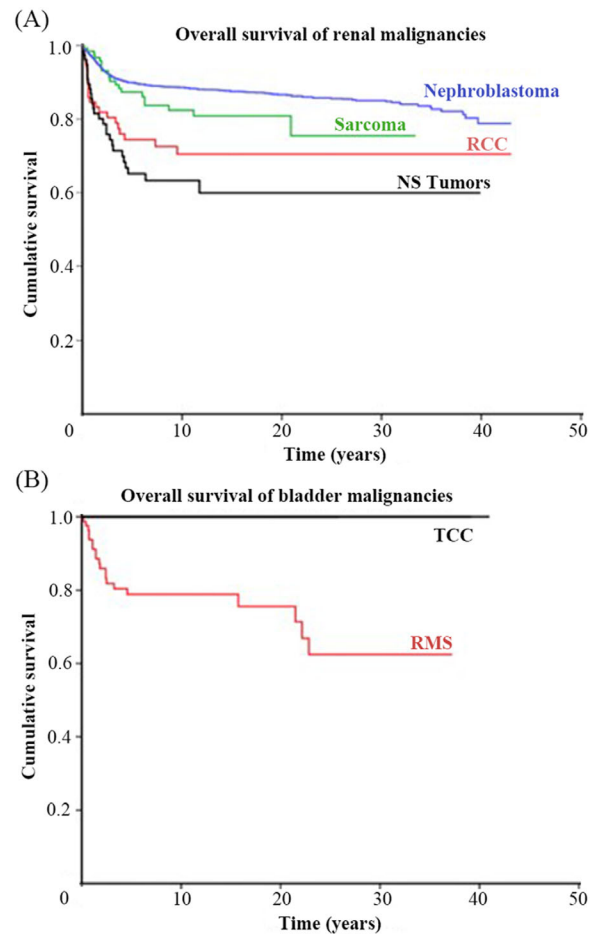 (A)
Overall survival of renal malignancies
1.0
Nephroblastoma
0.8
Sarcoma
RCC
NS Tumors
0.6
0.4
0.2
Cumulative survival
0 10 20 30 40 50
Time (years)
(B)
Overall survival of bladder malignancies
1.0
TCC
0.8
RMS
0.6
0.4
0.2
Cumulative survival
0 10 20 30 40 50
Time (years)